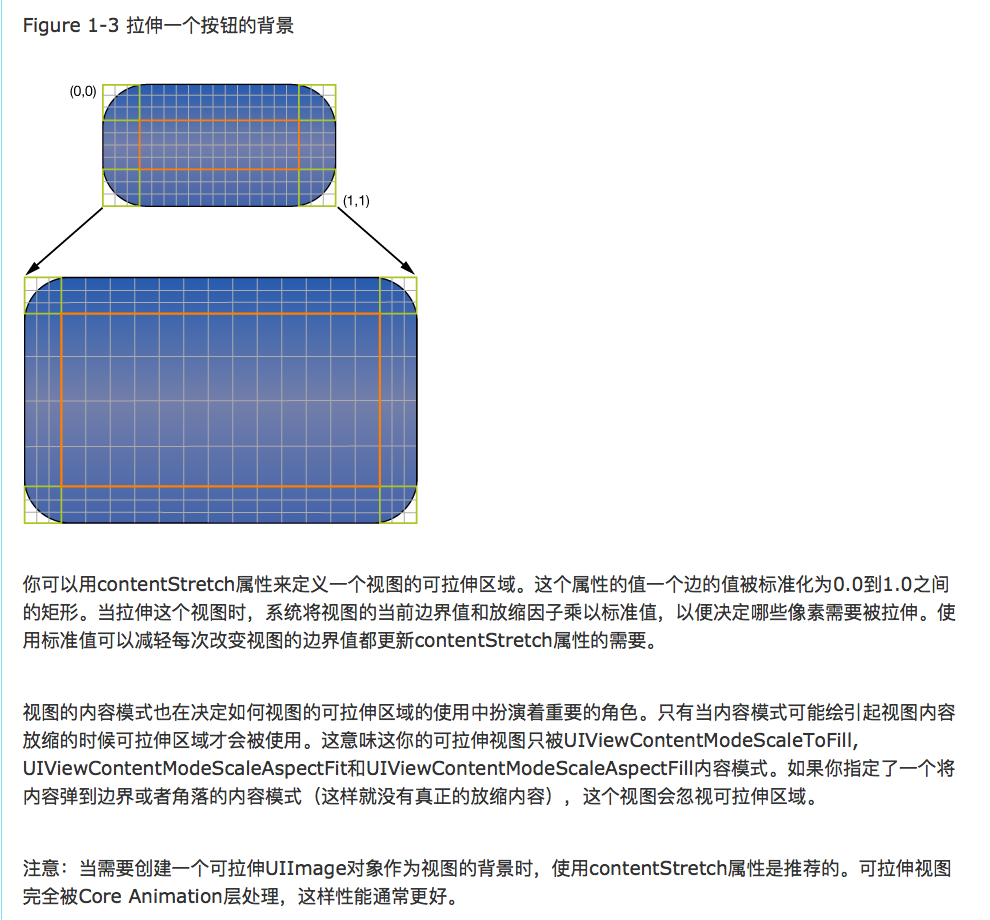 Figure 1-3 拉伸一个按钮的背景
(0,0)
(1,1)
你可以用contentStretch属性来定义一个视图的可拉伸区域。这个属性的值一个边的值被标准化为0.0到1.0之间
的矩形。当拉伸这个视图时，系统将视图的当前边界值和放缩因子乘以标准值，以便决定哪些像素需要被拉伸。使
用标准值可以减轻每次改变视图的边界值都更新contentStretch属性的需要。
视图的内容模式也在决定如何视图的可拉伸区域的使用中扮演着重要的角色。只有当内容模式可能绘引起视图内容
放缩的时候可拉伸区域才会被使用。这意味这你的可拉伸视图只被UIViewContentModeScaleToFill,
UIViewContentModeScaleAspectFit和UIViewContentModeScaleAspectFill内容模式。如果你指定了一个将
内容弹到边界或者角落的内容模式（这样就没有真正的放缩内容），这个视图会忽视可拉伸区域。
注意：当需要创建一个可拉伸UIImage对象作为视图的背景时，使用contentStretch属性是推荐的。可拉伸视图
完全被Core Animation层处理，这样性能通常更好。